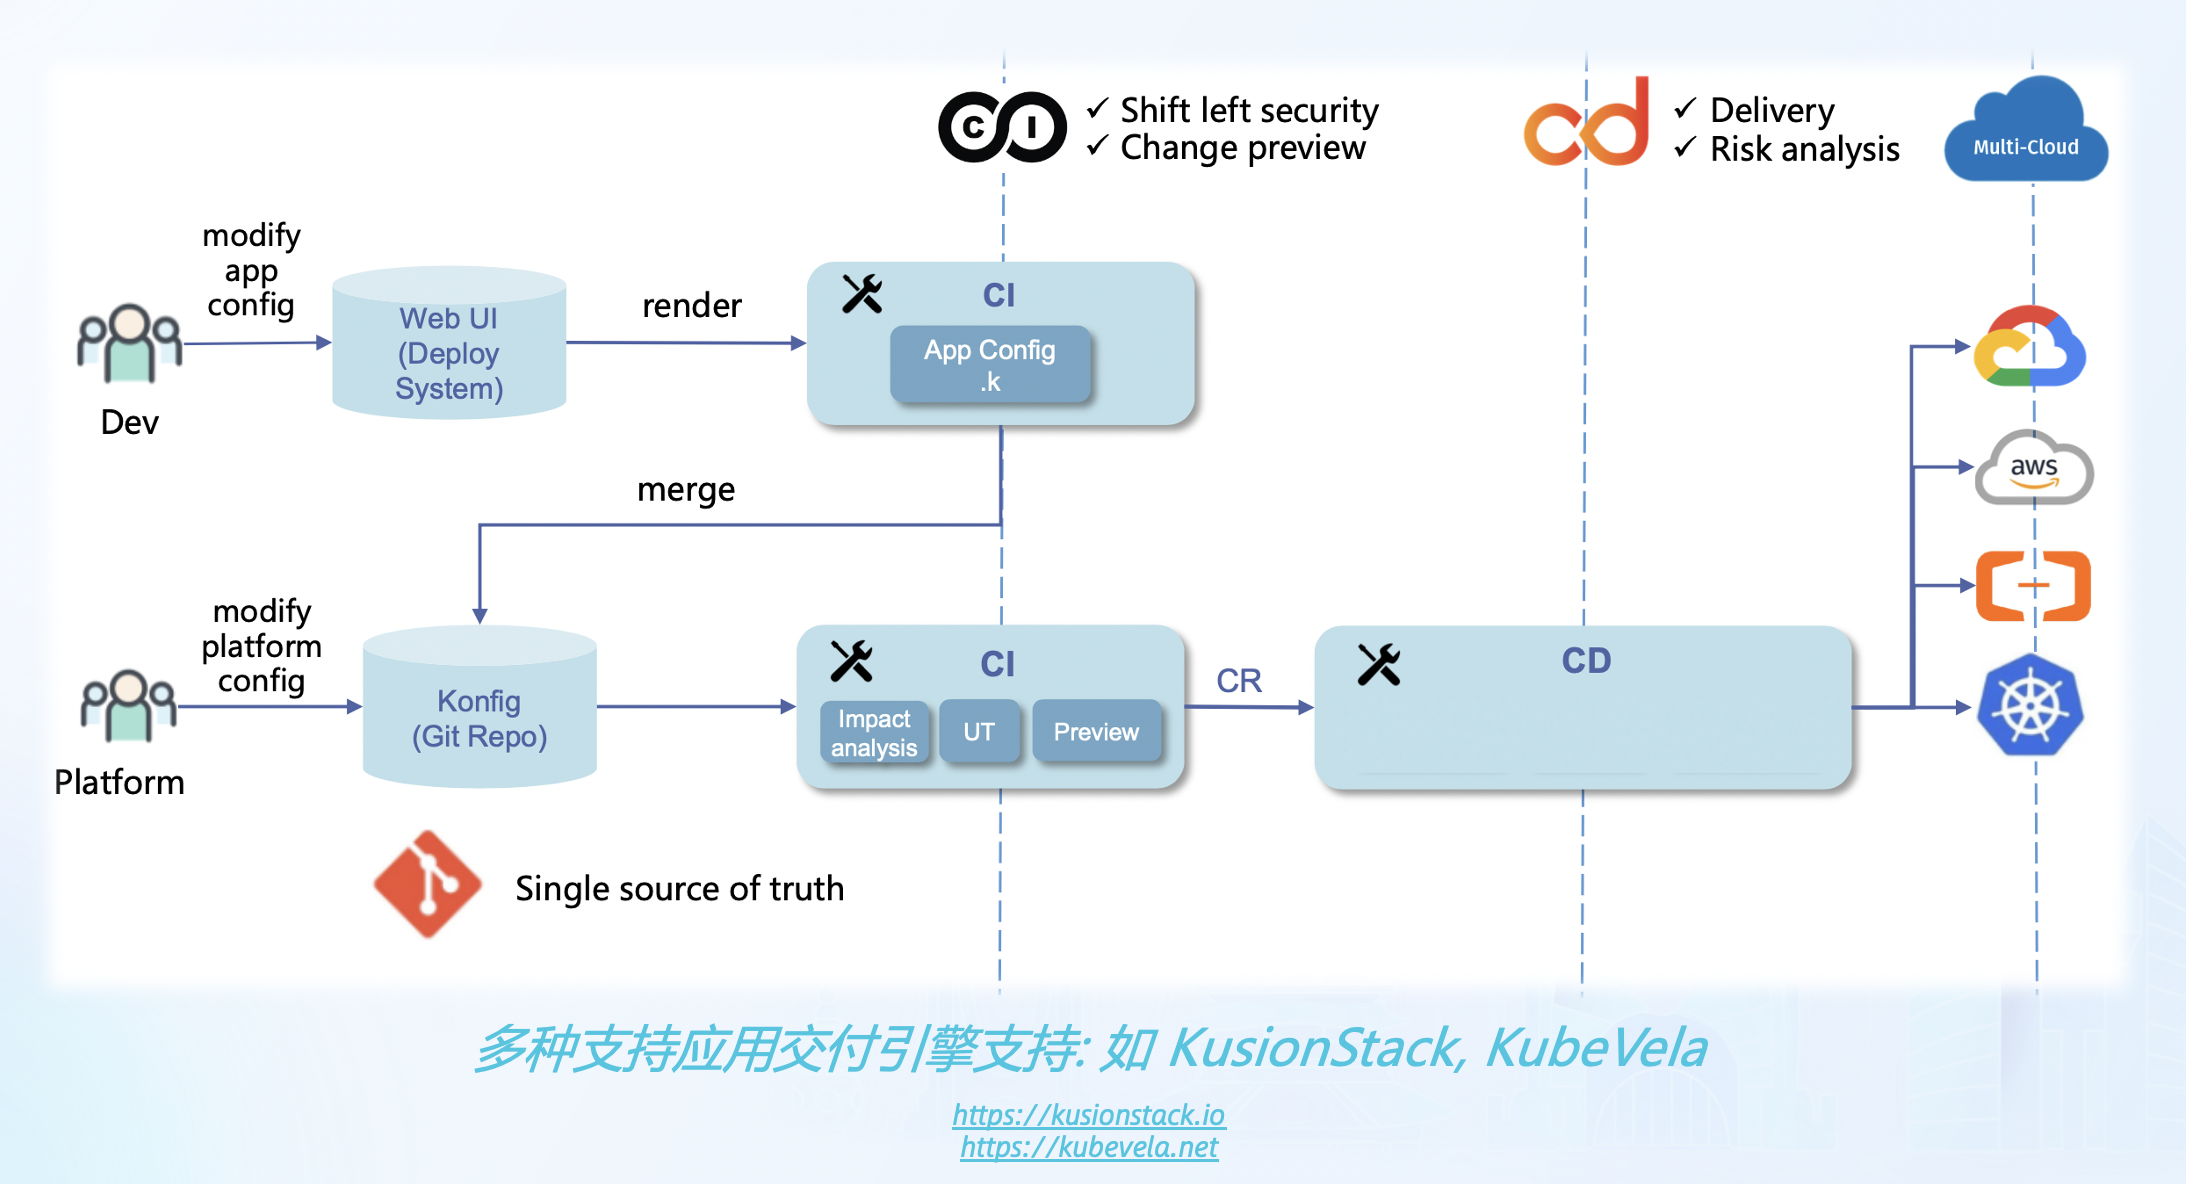 CI
✓ Shift left security
✓ Change preview
cd
✓ Delivery
✓ Risk analysis
Multi-Cloud
modify
app
config
Dev
Web UI
(Deploy
System)
render
CI
App Config
.k
merge
aws
modify
platform
config
Platform
Konfig
(Git Repo)
CI
Impact
analysis
UT
Preview
CR
CD
Single source of truth
多种支持应用交付引擎支持: 如 KusionStack, KubeVela
https://kusionstack.io
https://kubevela.net